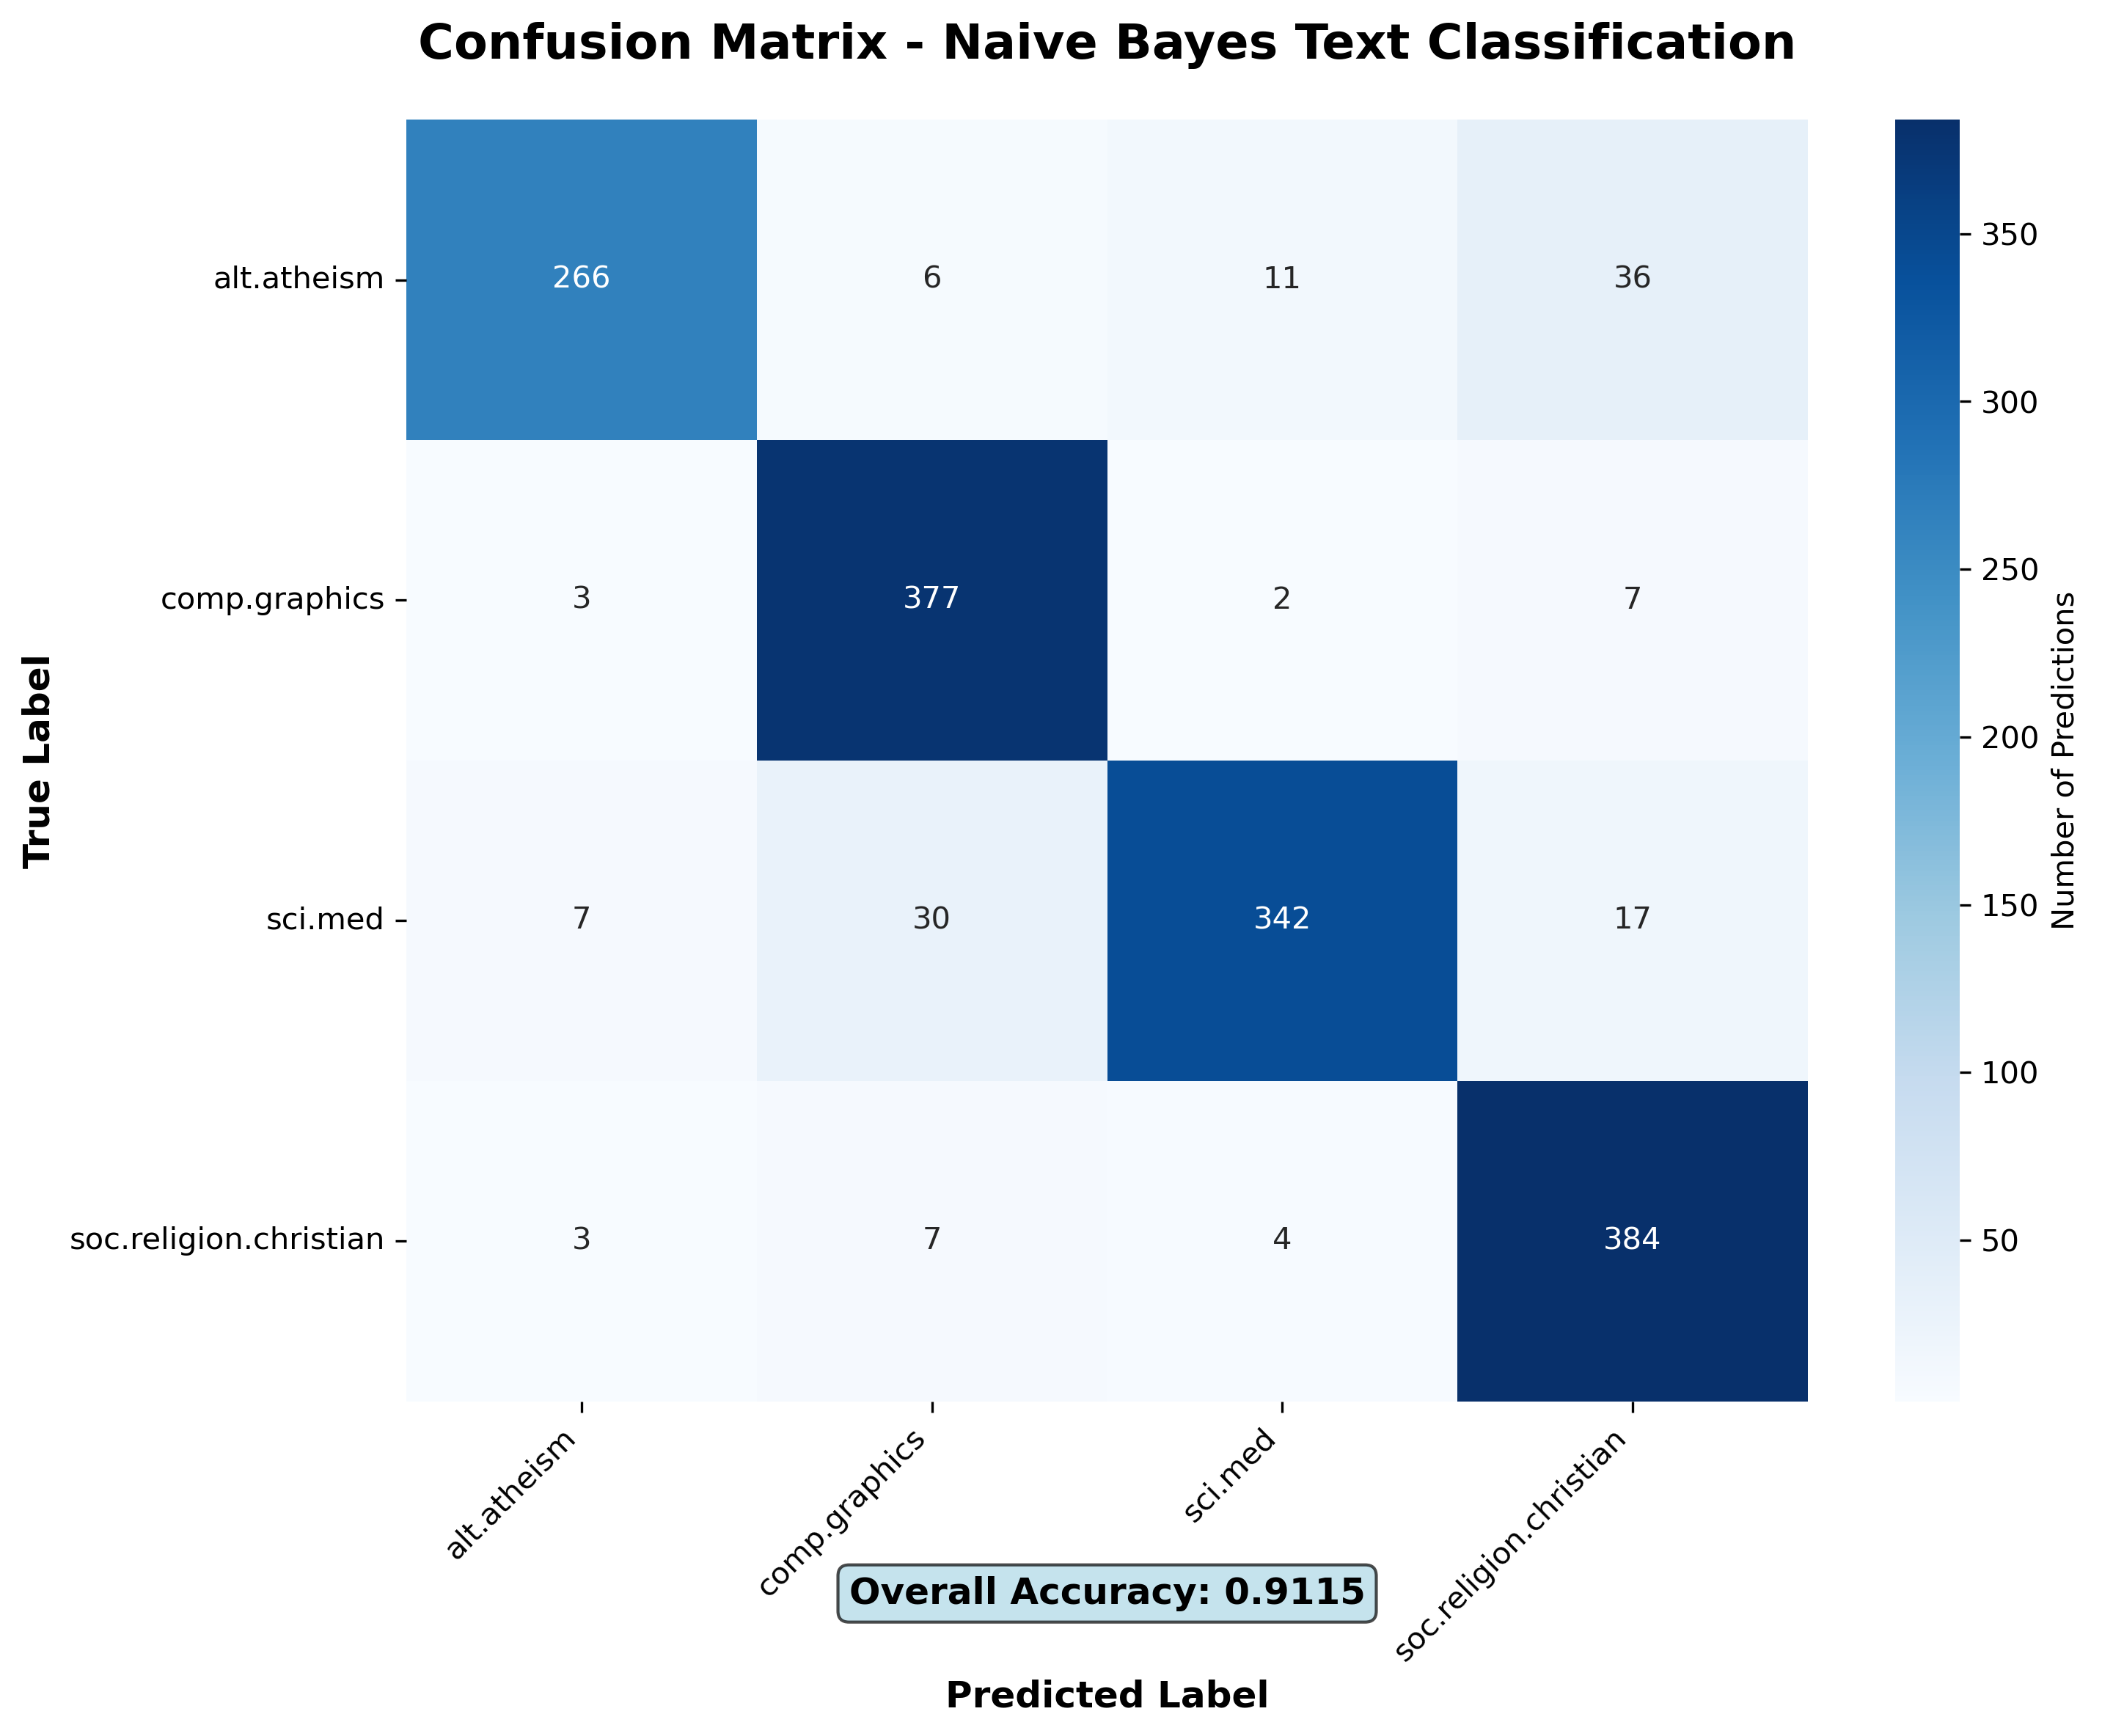 Confusion Matrix - Naive Bayes Text Classification
True Label
alt.atheism 266 6 11 36
comp.graphics 3 377 2 7
sci.med 7 30 342 17
soc.religion.christian 3 7 4 384
alt.atheism comp.graphics sci.med soc.religion.christian
Overall Accuracy: 0.9115
Predicted Label
350
300
250
200
150
100
50
Number of Predictions